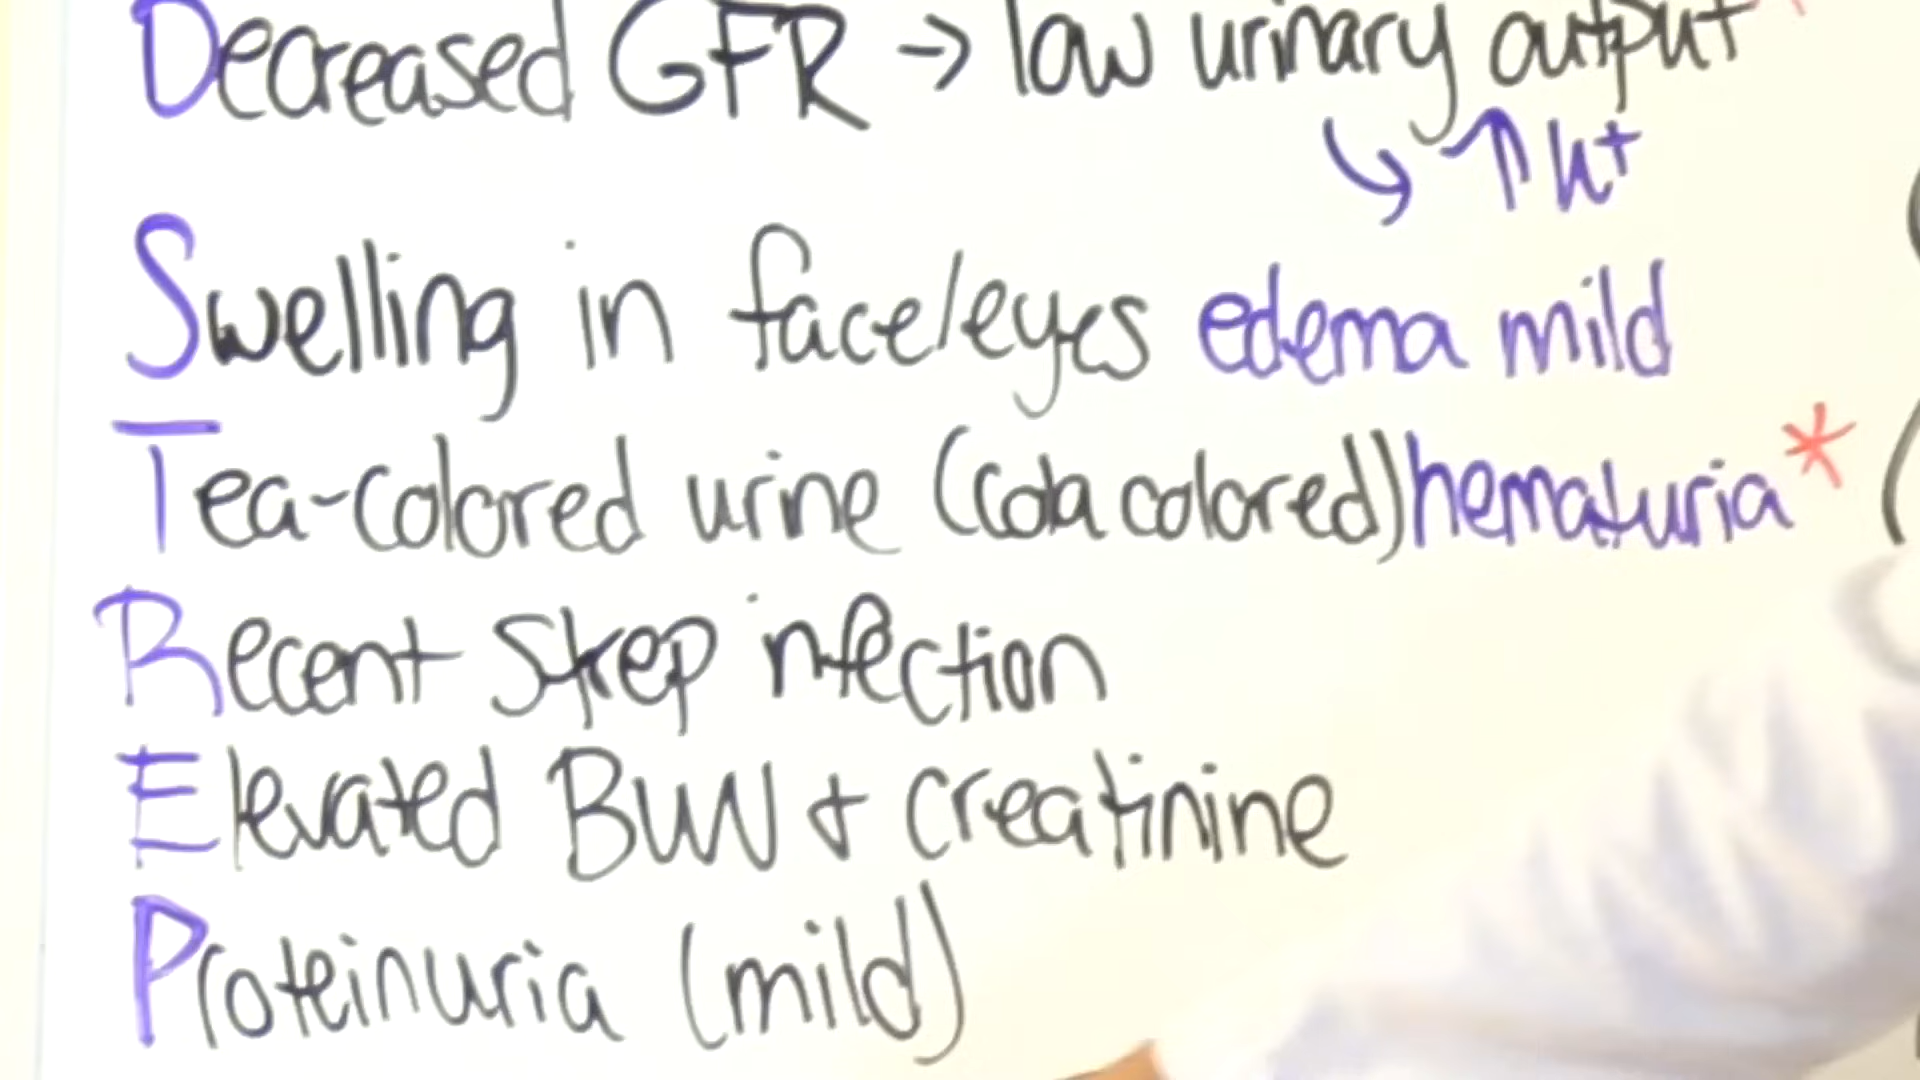 Decreased GFR → low urinary output
↑ K+
Swelling in face/eyes edema mild
Tea-colored urine (cola colored) hematuria*
Recent Strep infection
Elevated BUN + creatinine
Proteinuria (mild)